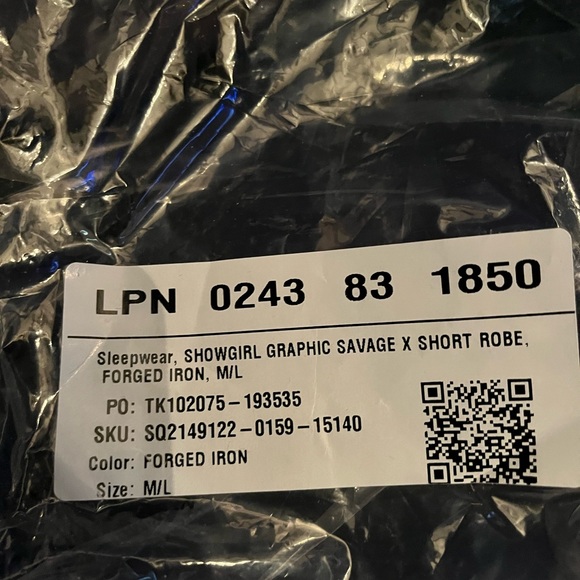 LPN 0243 83 1850
Sleepwear, SHOWGIRL GRAPHIC SAVAGE X SHORT ROBE,
FORGED IRON, M/L
PO: TK102075-193535
SKU: SQ2149122-0159-15140
Color: FORGED IRON
Size: M/L